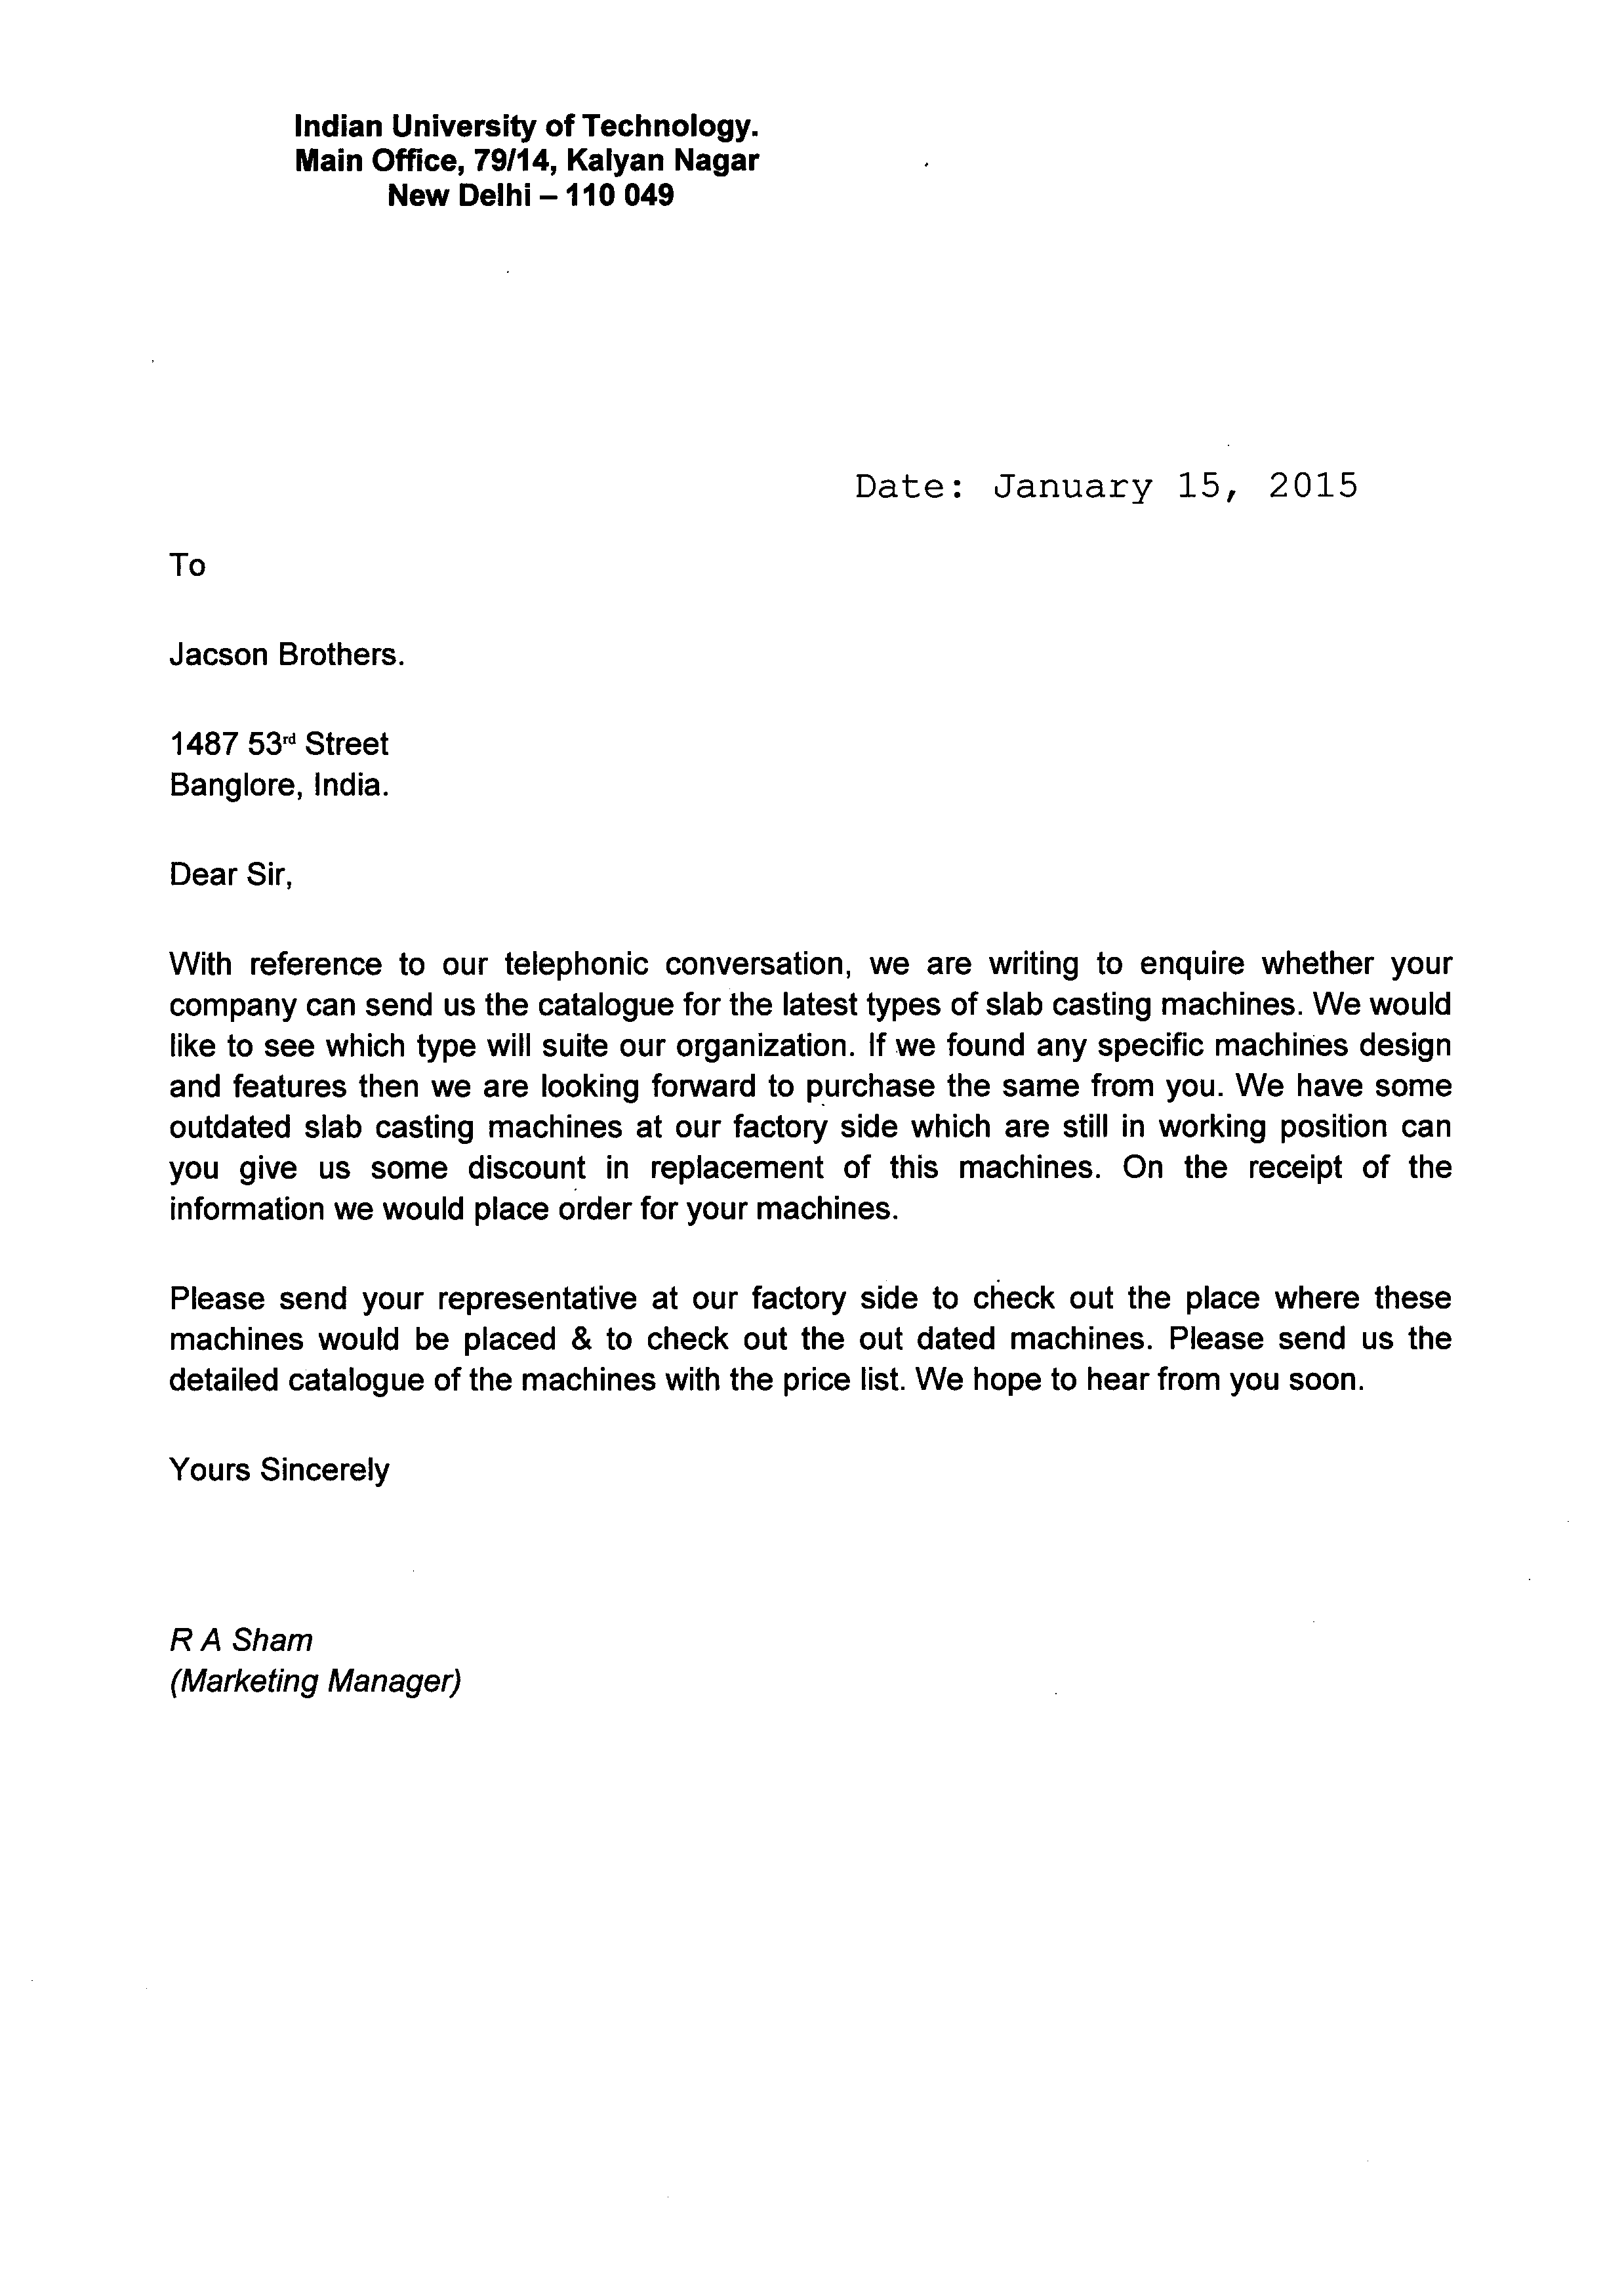 Indian University of Technology.
Main Office, 79/14, Kalyan Nagar
New Delhi – 110 049
Date: January 15, 2015
To
Jacson Brothers.
1487 53rd Street
Banglore, India.
Dear Sir,
With reference to our telephonic conversation, we are writing to enquire whether your
company can send us the catalogue for the latest types of slab casting machines. We would
like to see which type will suite our organization. If we found any specific machines design
and features then we are looking forward to purchase the same from you. We have some
outdated slab casting machines at our factory side which are still in working position can
you give us some discount in replacement of this machines. On the receipt of the
information we would place order for your machines.
Please send your representative at our factory side to check out the place where these
machines would be placed & to check out the out dated machines. Please send us the
detailed catalogue of the machines with the price list. We hope to hear from you soon.
Yours Sincerely
R A Sham
(Marketing Manager)